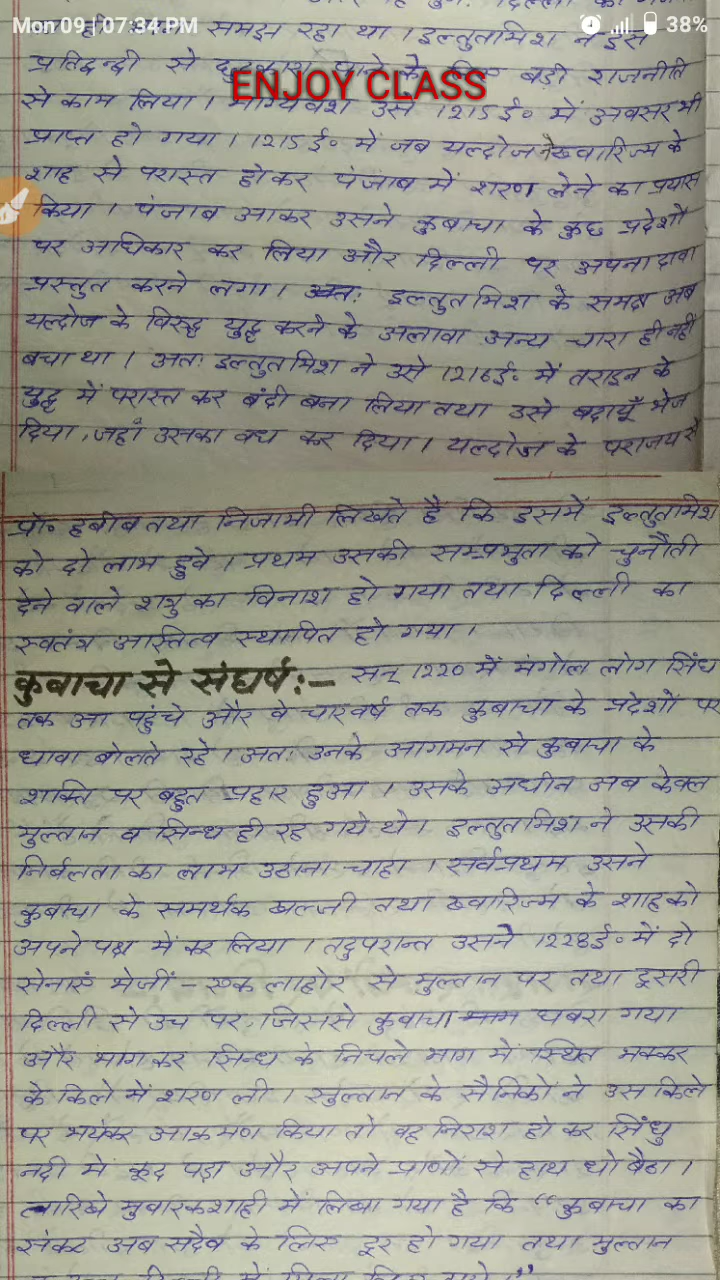 Mon 09 | 07:34 PM
38%
समझ रहा था । इल्तुतमिश ने इस
प्रतिद्वन्दी से बड़ी राजनीति
ENJOY CLASS
से काम लिया । भाग्यवश उसे 1215 ई० में अवसर भी
प्राप्त हो गया । 1215 ई० में जब यल्दोज ने ख्वारिज्म के
शाह से परास्त होकर पंजाब में शरण लेने का प्रयास
किया । पंजाब आकर उसने कुबाचा के कुछ प्रदेशों
पर अधिकार कर लिया और दिल्ली पर अपना दावा
प्रस्तुत करने लगा । इल्तुतमिश के समक्ष अब
यल्दोज के विरुद्ध युद्ध करने के अलावा अन्य चारा ही नहीं
बचा था । अतः इल्तुतमिश ने उसे 1216 ई० में तराइन के
युद्ध में परास्त कर बंदी बना लिया तथा उसे बदायूँ भेज
दिया, जहाँ उसका वध कर दिया । यल्दोज के पराजय से
प्रो० हबीब तथा निजामी लिखते है कि इसमें इल्तुतमिश
को दो लाभ हुवे । प्रथम उसकी सम्प्रभुता को चुनौती
देने वाले शत्रु का विनाश हो गया तथा दिल्ली का
स्वतंत्र अस्तित्व स्थापित हो गया ।
कुबाचा से संघर्ष :- सन् 1220 में मंगोल लोग सिंध
तक आ पहुंचे और वे चार वर्ष तक कुबाचा के प्रदेशों पर
धावा बोलते रहे । अतः उनके आगमन से कुबाचा के
शक्ति पर बहुत प्रहार हुआ । उसके अधीन अब केवल
मुल्तान व सिन्ध ही रह गये थे । इल्तुतमिश ने उसकी
निर्बलता का लाभ उठाना चाहा । सर्वप्रथम उसने
कुबाचा के समर्थक खल्जी तथा ख्वारिज्म के शाह को
अपने पक्ष में कर लिया । तदुपरान्त उसने 1228 ई० में दो
सेनाएं भेजीं - एक लाहोर से मुल्तान पर तथा दूसरी
दिल्ली से उच पर, जिससे कुबाचा घबरा गया
और भागकर सिन्ध के निचले भाग में स्थित भक्कर
के किले में शरण ली । सुल्तान के सैनिकों ने उस किले
पर भयंकर आक्रमण किया तो वह निराश हो कर सिंधु
नदी में कूद पड़ा और अपने प्राणों से हाथ धो बैठा ।
तारिखे मुबारकशाही में लिखा गया है कि "कुबाचा का
संकट अब सदैव के लिए दूर हो गया तथा मुल्तान